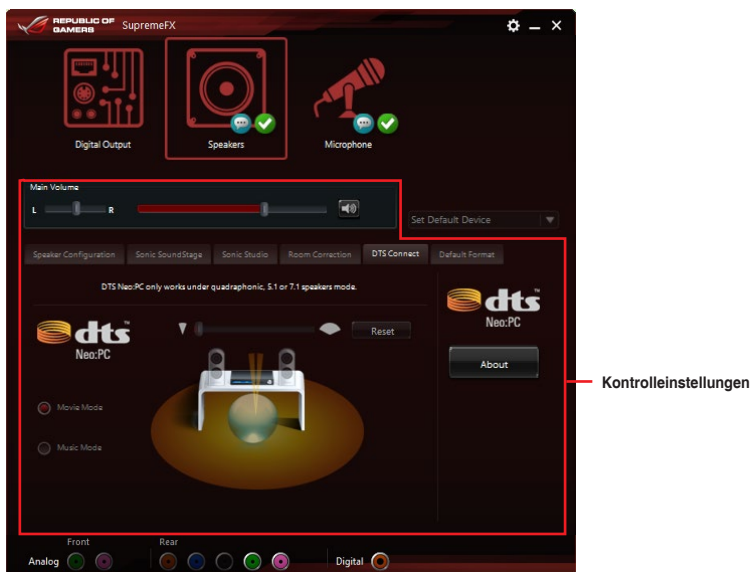 REPUBLIC OF
GAMERS
SupremeFX
Digital Output
Speakers
Microphone
Main Volume
L
R
Set Default Device
Speaker Configuration
Sonic SoundStage
Sonic Studio
Room Correction
DTS Connect
Default Format
DTS Neo:PC only works under quadraphonic, 5.1 or 7.1 speakers mode.
dts™
Neo:PC
Reset
dts™
Neo:PC
About
Movie Mode
Music Mode
Kontrolleinstellungen
Front
Rear
Analog
Digital